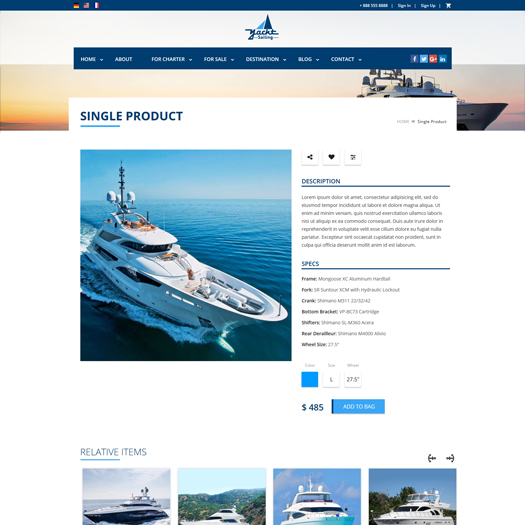 + 888 555 8888 | Sign In | Sign Up |
Yacht
Sailing
HOME ABOUT FOR CHARTER FOR SALE DESTINATION BLOG CONTACT
SINGLE PRODUCT
HOME Single Product
DESCRIPTION
Lorem ipsum dolor sit amet, consectetur adipisicing elit, sed do
eiusmod tempor incididunt ut labore et dolore magna aliqua. Ut
enim ad minim veniam, quis nostrud exercitation ullamco laboris
nisi ut aliquip ex ea commodo consequat. Duis aute irure dolor in
reprehenderit in voluptate velit esse cillum dolore eu fugiat nulla
pariatur. Excepteur sint occaecat cupidatat non proident, sunt in
culpa qui officia deserunt mollit anim id est laborum.
SPECS
Frame: Mongoose XC Aluminum Hardtail
Fork: SR Suntour XCM with Hydraulic Lockout
Crank: Shimano M311 22/32/42
Bottom Bracket: VP-BC73 Cartridge
Shifters: Shimano SL-M360 Acera
Rear Derailleur: Shimano M4000 Alivio
Wheel Size: 27.5"
Color Size Wheel
L 27.5"
$ 485 ADD TO BAG
RELATIVE ITEMS